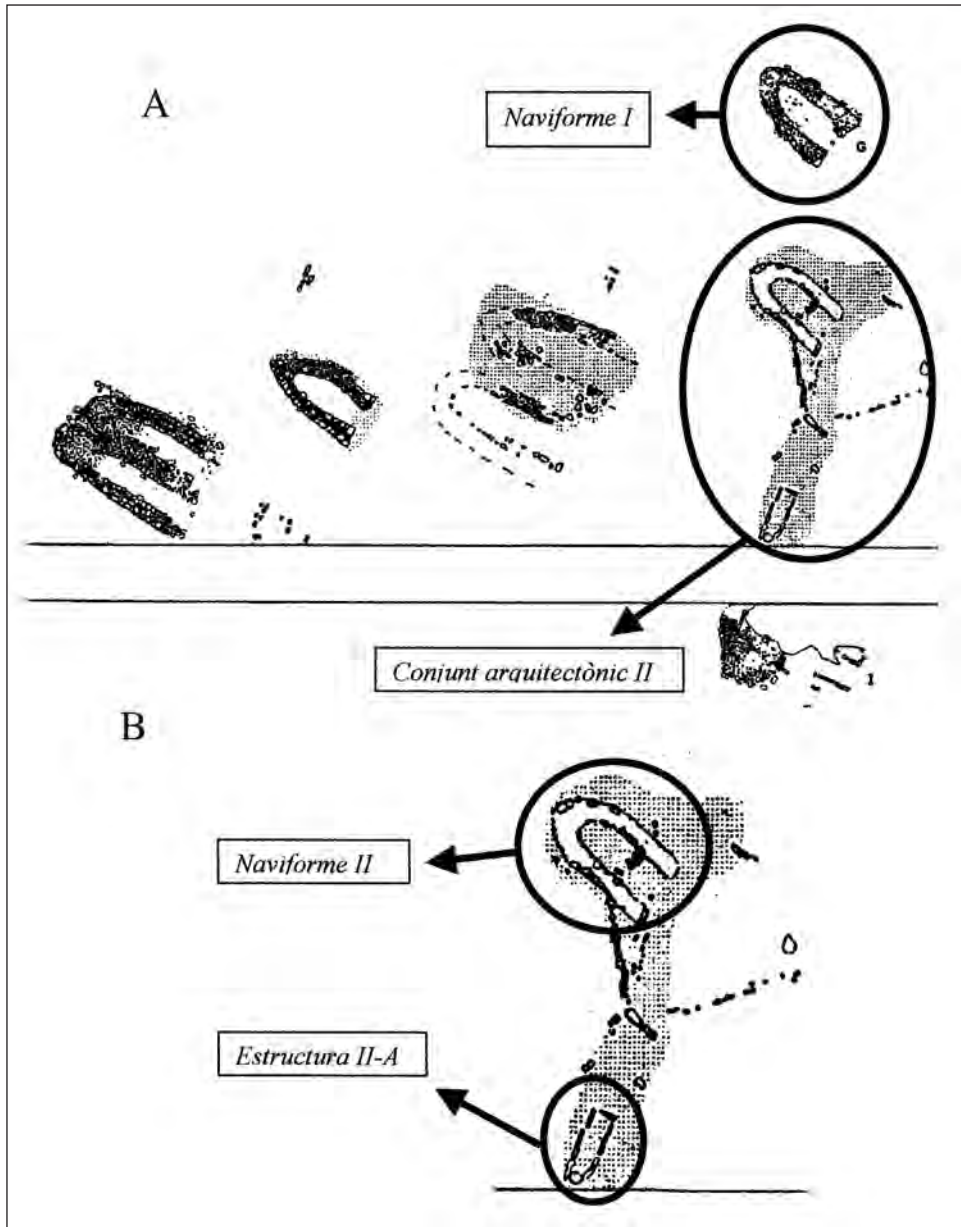 A
Naviforme I
G
Conjunt arquitectònic II
I
B
Naviforme II
Estructura II-A